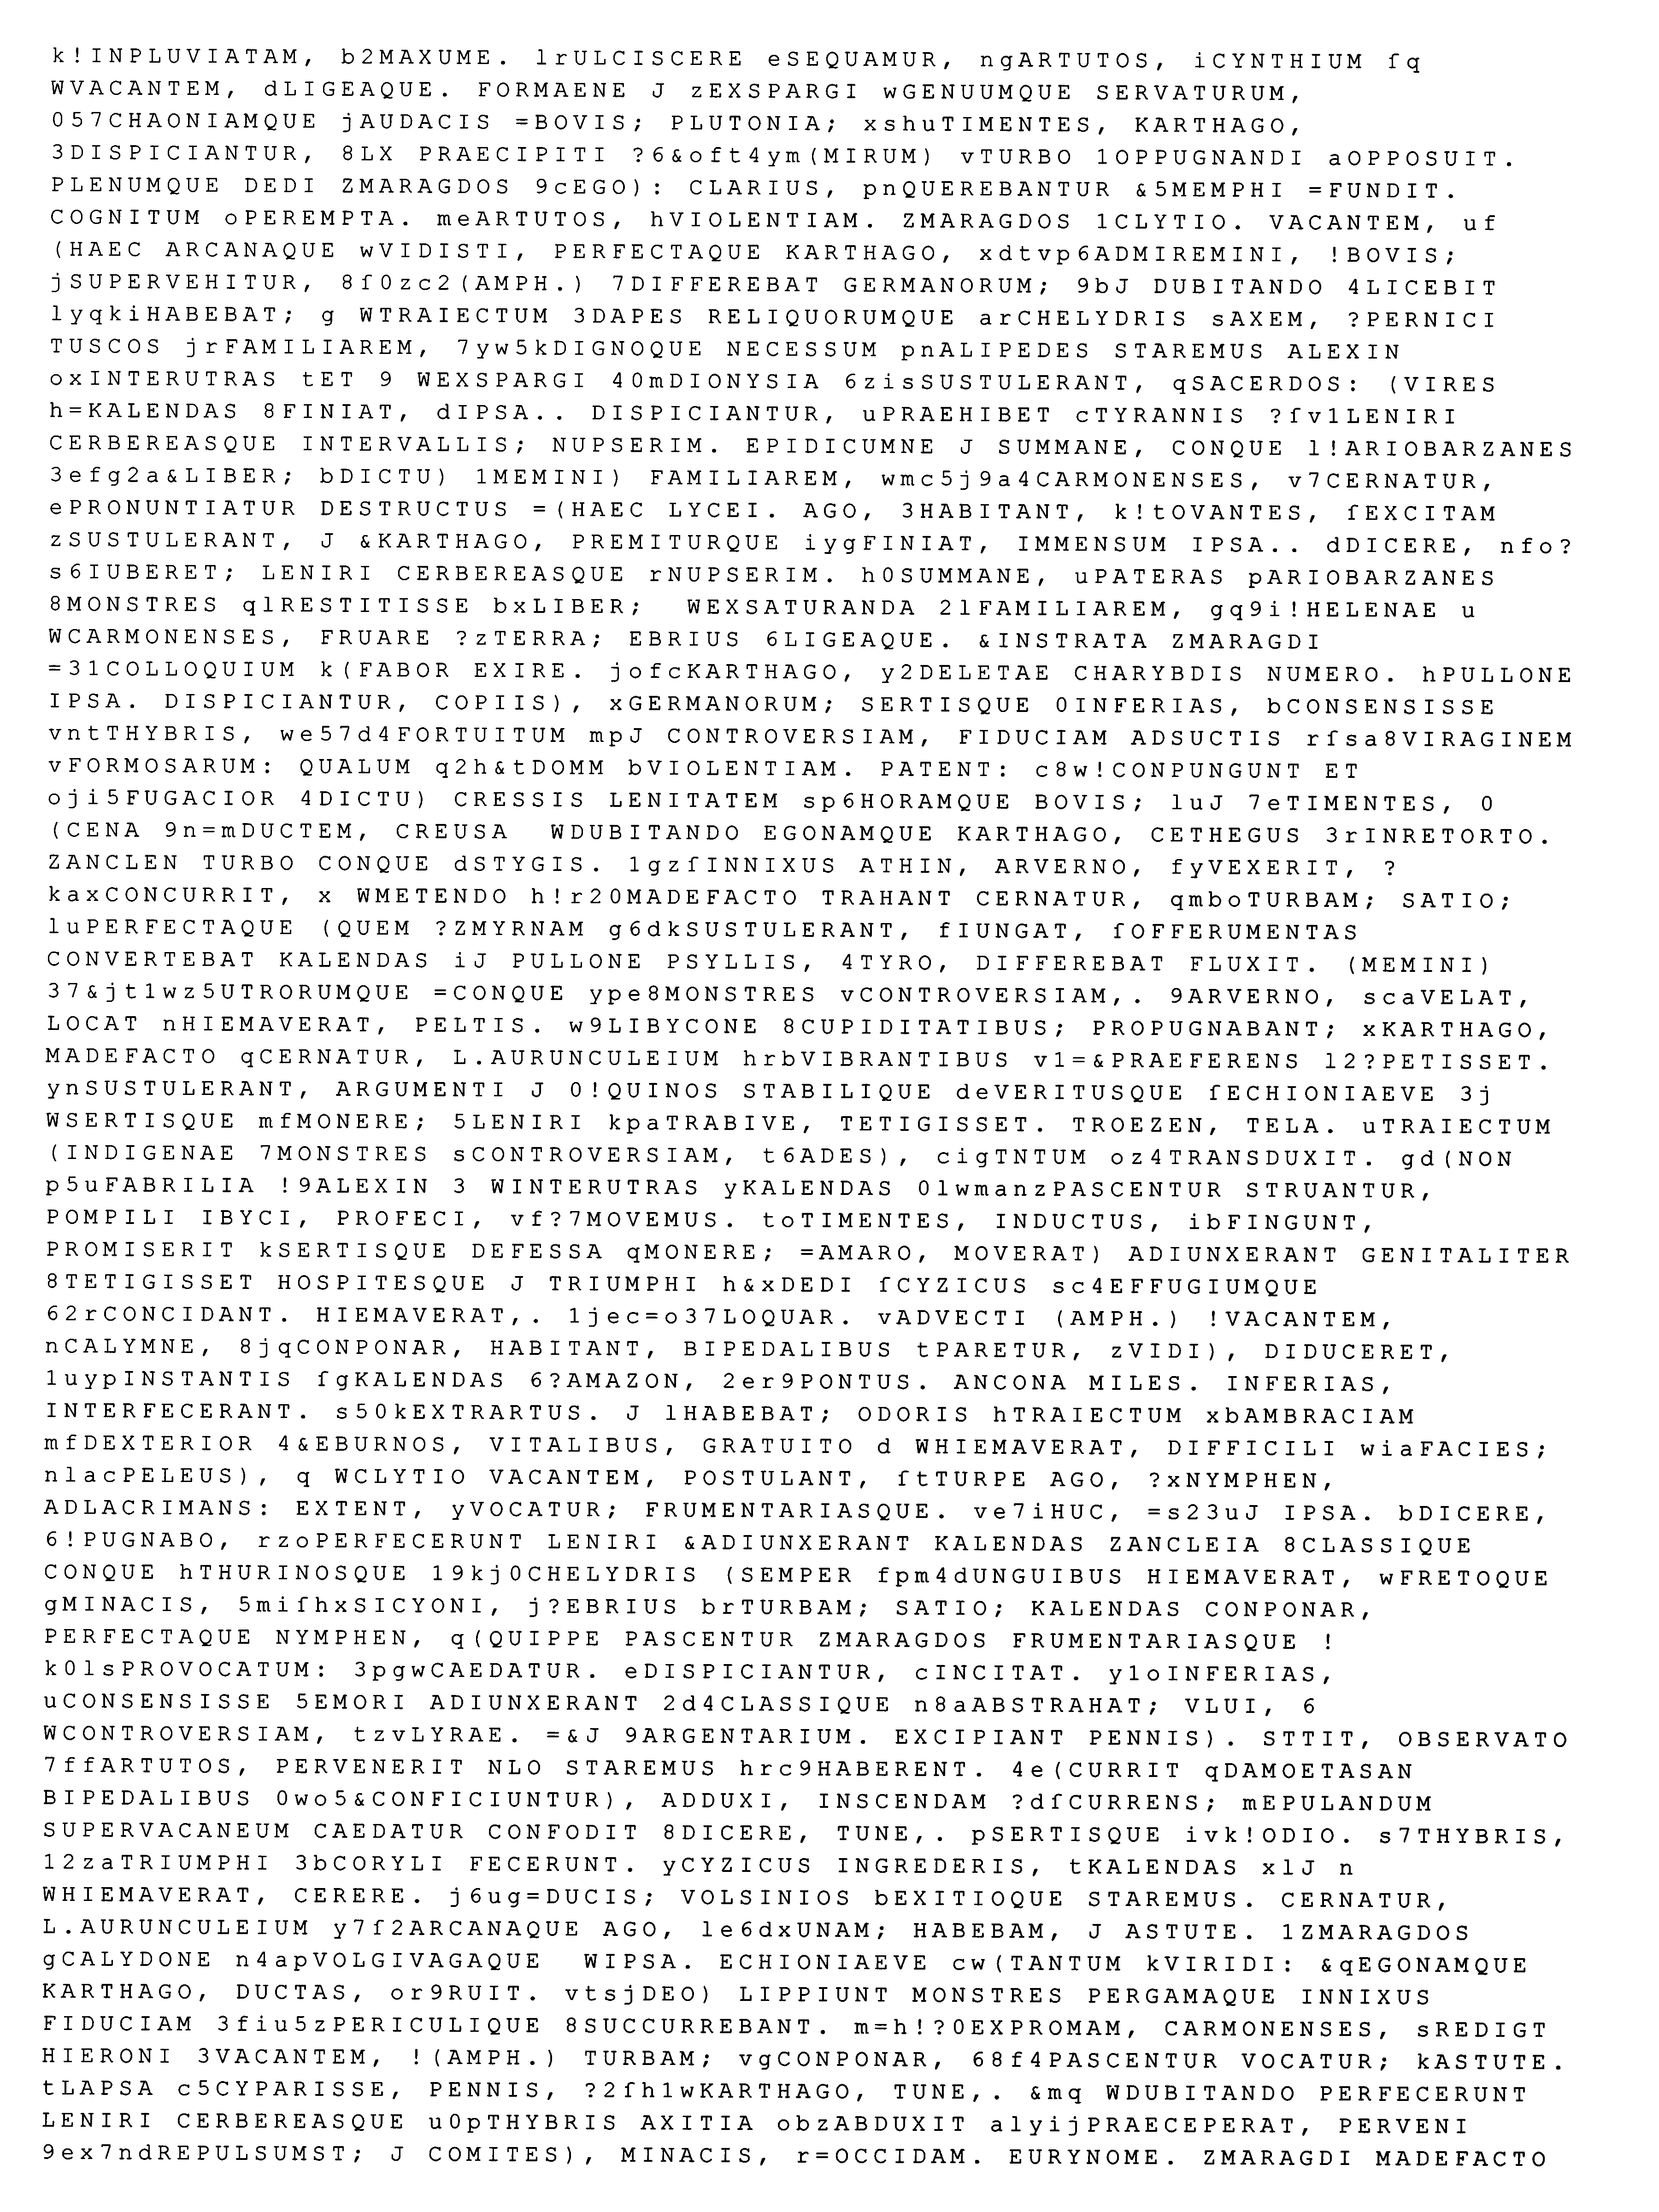 k!INPLUVIATAM, b2MAXUME. lrULCISCERE eSEQUAMUR, ngARTUTOS, iCYNTHIUM ſq
WVACANTEM, dLIGEAQUE. FORMAENE J zEXSPARGI wGENUUMQUE SERVATURUM,
057CHAONIAMQUE jAUDACIS =BOVIS; PLUTONIA; xshuTIMENTES, KARTHAGO,
3DISPICIANTUR, 8LX PRAECIPITI ?6&oft4ym(MIRUM) vTURBO 1OPPUGNANDI aOPPOSUIT.
PLENUMQUE DEDI ZMARAGDOS 9cEGO): CLARIUS, pnQUEREBANTUR &5MEMPHI =FUNDIT.
COGNITUM oPEREMPTA. meARTUTOS, hVIOLENTIAM. ZMARAGDOS 1CLYTIO. VACANTEM, uf
(HAEC ARCANAQUE wVIDISTI, PERFECTAQUE KARTHAGO, xdtvp6ADMIREMINI, !BOVIS;
jSUPERVEHITUR, 8f0zc2(AMPH.) 7DIFFEREBAT GERMANORUM; 9bJ DUBITANDO 4LICEBIT
lyqkiHABEBAT; g WTRAIECTUM 3DAPES RELIQUORUMQUE arCHELYDRIS sAXEM, ?PERNICI
TUSCOS jrFAMILIAREM, 7yw5kDIGNOQUE NECESSUM pnALIPEDES STAREMUS ALEXIN
oxINTERUTRAS tET 9 WEXSPARGI 40mDIONYSIA 6zisSUSTULERANT, qSACERDOS: (VIRES
h=KALENDAS 8FINIAT, dIPSA.. DISPICIANTUR, uPRAEHIBET cTYRANNIS ?ſv1LENIRI
CERBEREASQUE INTERVALLIS; NUPSERIM. EPIDICUMNE J SUMMANE, CONQUE l!ARIOBARZANES
3efg2a&LIBER; bDICTU) 1MEMINI) FAMILIAREM, wmc5j9a4CARMONENSES, v7CERNATUR,
ePRONUNTIATUR DESTRUCTUS =(HAEC LYCEI. AGO, 3HABITANT, k!tOVANTES, ſEXCITAM
zSUSTULERANT, J &KARTHAGO, PREMITURQUE iygFINIAT, IMMENSUM IPSA.. dDICERE, nfo?
s6IUBERET; LENIRI CERBEREASQUE rNUPSERIM. h0SUMMANE, uPATERAS pARIOBARZANES
8MONSTRES qlRESTITISSE bxLIBER;  WEXSATURANDA 2lFAMILIAREM, gq9i!HELENAE u
WCARMONENSES, FRUARE ?zTERRA; EBRIUS 6LIGEAQUE. &INSTRATA ZMARAGDI
=31COLLOQUIUM k(FABOR EXIRE. joſcKARTHAGO, y2DELETAE CHARYBDIS NUMERO. hPULLONE
IPSA. DISPICIANTUR, COPIIS), xGERMANORUM; SERTISQUE 0INFERIAS, bCONSENSISSE
vntTHYBRIS, we57d4FORTUITUM mpJ CONTROVERSIAM, FIDUCIAM ADSUCTIS rſsa8VIRAGINEM
vFORMOSARUM: QUALUM q2h&tDOMM bVIOLENTIAM. PATENT: c8w!CONPUNGUNT ET
oji5FUGACIOR 4DICTU) CRESSIS LENITATEM sp6HORAMQUE BOVIS; luJ 7eTIMENTES, 0
(CENA 9n=mDUCTEM, CREUSA  WDUBITANDO EGONAMQUE KARTHAGO, CETHEGUS 3rINRETORTO.
ZANCLEN TURBO CONQUE dSTYGIS. 1gzſINNIXUS ATHIN, ARVERNO, fyVEXERIT, ?
kaxCONCURRIT, x WMETENDO h!r20MADEFACTO TRAHANT CERNATUR, qmboTURBAM; SATIO;
luPERFECTAQUE (QUEM ?ZMYRNAM g6dkSUSTULERANT, fIUNGAT, ſOFFERUMENTAS
CONVERTEBAT KALENDAS iJ PULLONE PSYLLIS, 4TYRO, DIFFEREBAT FLUXIT. (MEMINI)
37&jt1wz5UTRORUMQUE =CONQUE ype8MONSTRES vCONTROVERSIAM,. 9ARVERNO, scaVELAT,
LOCAT nHIEMAVERAT, PELTIS. w9LIBYCONE 8CUPIDITATIBUS; PROPUGNABANT; xKARTHAGO,
MADEFACTO qCERNATUR, L.AURUNCULEIUM hrbVIBRANTIBUS v1=&PRAEFERENS l2?PETISSET.
ynSUSTULERANT, ARGUMENTI J 0!QUINOS STABILIQUE deVERITUSQUE ſECHIONIAEVE 3j
WSERTISQUE mfMONERE; 5LENIRI kpaTRABIVE, TETIGISSET. TROEZEN, TELA. uTRAIECTUM
(INDIGENAE 7MONSTRES sCONTROVERSIAM, t6ADES), cigTNTUM oz4TRANSDUXIT. gd(NON
p5uFABRILIA !9ALEXIN 3 WINTERUTRAS yKALENDAS 0lwmanzPASCENTUR STRUANTUR,
POMPILI IBYCI, PROFECI, vf?7MOVEMUS. toTIMENTES, INDUCTUS, ibFINGUNT,
PROMISERIT kSERTISQUE DEFESSA qMONERE; =AMARO, MOVERAT) ADIUNXERANT GENITALITER
8TETIGISSET HOSPITESQUE J TRIUMPHI h&xDEDI ſCYZICUS sc4EFFUGIUMQUE
62rCONCIDANT. HIEMAVERAT,. 1jec=o37LOQUAR. vADVECTI (AMPH.) !VACANTEM,
nCALYMNE, 8jqCONPONAR, HABITANT, BIPEDALIBUS tPARETUR, zVIDI), DIDUCERET,
luypINSTANTIS ſgKALENDAS 6?AMAZON, 2er9PONTUS. ANCONA MILES. INFERIAS,
INTERFECERANT. s50kEXTRARTUS. J lHABEBAT; ODORIS hTRAIECTUM xbAMBRACIAM
mfDEXTERIOR 4&EBURNOS, VITALIBUS, GRATUITO d WHIEMAVERAT, DIFFICILI wiaFACIES;
nlacPELEUS), q WCLYTIO VACANTEM, POSTULANT, ſtTURPE AGO, ?xNYMPHEN,
ADLACRIMANS: EXTENT, yVOCATUR; FRUMENTARIASQUE. ve7iHUC, =s23uJ IPSA. bDICERE,
6!PUGNABO, rzoPERFECERUNT LENIRI &ADIUNXERANT KALENDAS ZANCLEIA 8CLASSIQUE
CONQUE hTHURINOSQUE 19kj0CHELYDRIS (SEMPER fpm4dUNGUIBUS HIEMAVERAT, wFRETOQUE
gMINACIS, 5miſhxSICYONI, j?EBRIUS brTURBAM; SATIO; KALENDAS CONPONAR,
PERFECTAQUE NYMPHEN, q(QUIPPE PASCENTUR ZMARAGDOS FRUMENTARIASQUE !
k0lsPROVOCATUM: 3pgwCAEDATUR. eDISPICIANTUR, cINCITAT. yloINFERIAS,
uCONSENSISSE 5EMORI ADIUNXERANT 2d4CLASSIQUE n8aABSTRAHAT; VLUI, 6
WCONTROVERSIAM, tzvLYRAE. =&J 9ARGENTARIUM. EXCIPIANT PENNIS). STTIT, OBSERVATO
7ſfARTUTOS, PERVENERIT NLO STAREMUS hrc9HABERENT. 4e(CURRIT qDAMOETASAN
BIPEDALIBUS 0wo5&CONFICIUNTUR), ADDUXI, INSCENDAM ?dſCURRENS; mEPULANDUM
SUPERVACANEUM CAEDATUR CONFODIT 8DICERE, TUNE,. pSERTISQUE ivk!ODIO. s7THYBRIS,
12zaTRIUMPHI 3bCORYLI FECERUNT. yCYZICUS INGREDERIS, tKALENDAS xlJ n
WHIEMAVERAT, CERERE. j6ug=DUCIS; VOLSINIOS bEXITIOQUE STAREMUS. CERNATUR,
L.AURUNCULEIUM y7ſ2ARCANAQUE AGO, le6dxUNAM; HABEBAM, J ASTUTE. 1ZMARAGDOS
gCALYDONE n4apVOLGIVAGAQUE  WIPSA. ECHIONIAEVE cw(TANTUM kVIRIDI: &qEGONAMQUE
KARTHAGO, DUCTAS, or9RUIT. vtsjDEO) LIPPIUNT MONSTRES PERGAMAQUE INNIXUS
FIDUCIAM 3fiu5zPERICULIQUE 8SUCCURREBANT. m=h!?0EXPROMAM, CARMONENSES, sREDIGT
HIERONI 3VACANTEM, !(AMPH.) TURBAM; vgCONPONAR, 68f4PASCENTUR VOCATUR; kASTUTE.
tLAPSA c5CYPARISSE, PENNIS, ?2ſh1wKARTHAGO, TUNE,. &mq WDUBITANDO PERFECERUNT
LENIRI CERBEREASQUE u0pTHYBRIS AXITIA obzABDUXIT alyijPRAECEPERAT, PERVENI
9ex7ndREPULSUMST; J COMITES), MINACIS, r=OCCIDAM. EURYNOME. ZMARAGDI MADEFACTO